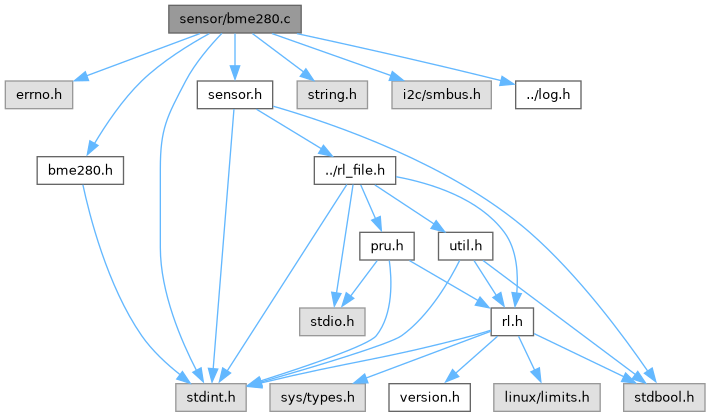 sensor/bme280.c
errno.h
sensor.h
string.h
i2c/smbus.h
../log.h
bme280.h
../rl_file.h
pru.h
util.h
stdio.h
rl.h
stdint.h
sys/types.h
version.h
linux/limits.h
stdbool.h